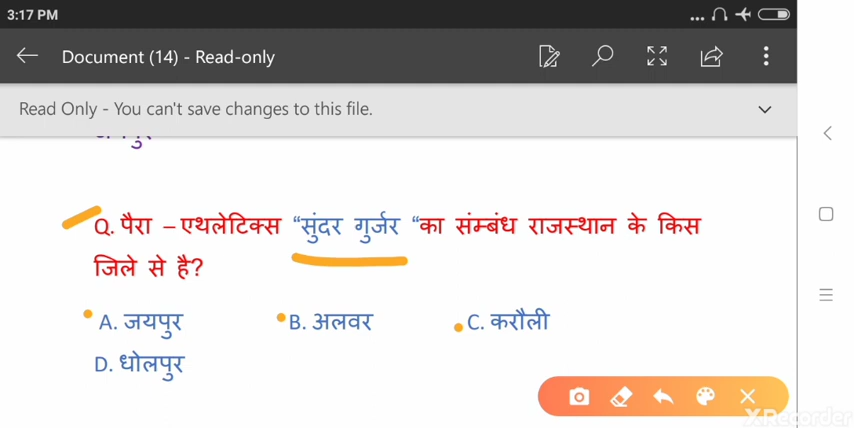 3:17 PM
Document (14) - Read-only
Read Only - You can't save changes to this file.
Q. पैरा – एथलेटिक्स “सुंदर गुर्जर “का संम्बंध राजस्थान के किस
जिले से है?
A. जयपुर B. अलवर C. करौली
D. धोलपुर
XRecorder